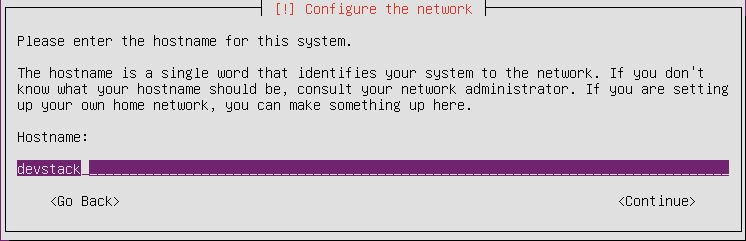 [!] Configure the network
Please enter the hostname for this system.
The hostname is a single word that identifies your system to the network. If you don't
know what your hostname should be, consult your network administrator. If you are setting
up your own home network, you can make something up here.
Hostname:
devstack
<Go Back> <Continue>